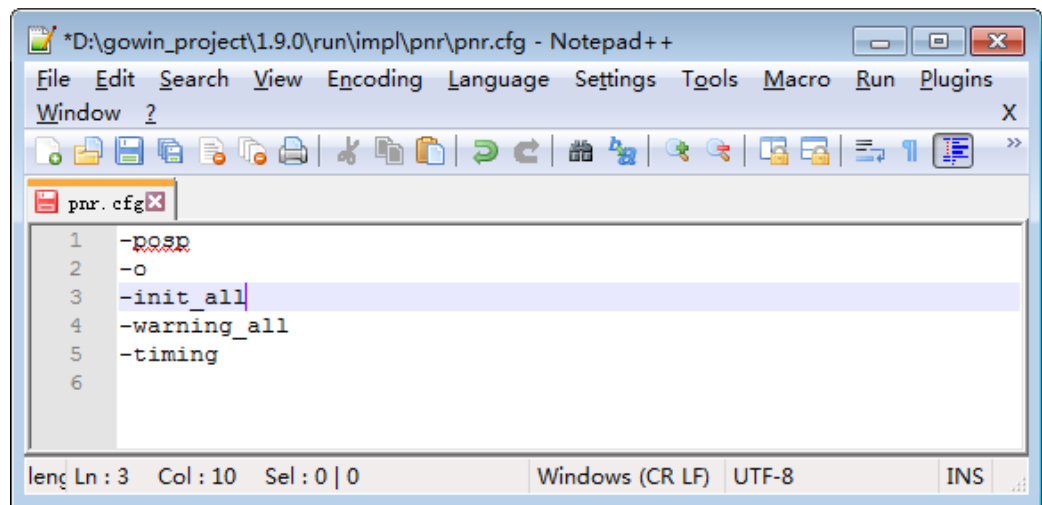 *D:\gowin_project\1.9.0\run\impl\pnr\pnr.cfg - Notepad++
File Edit Search View Encoding Language Settings Tools Macro Run Plugins
Window ? X
pnr.cfg
1 -posp
2 -o
3 -init_all
4 -warning_all
5 -timing
6
leng Ln : 3 Col : 10 Sel : 0 | 0 Windows (CR LF) UTF-8 INS